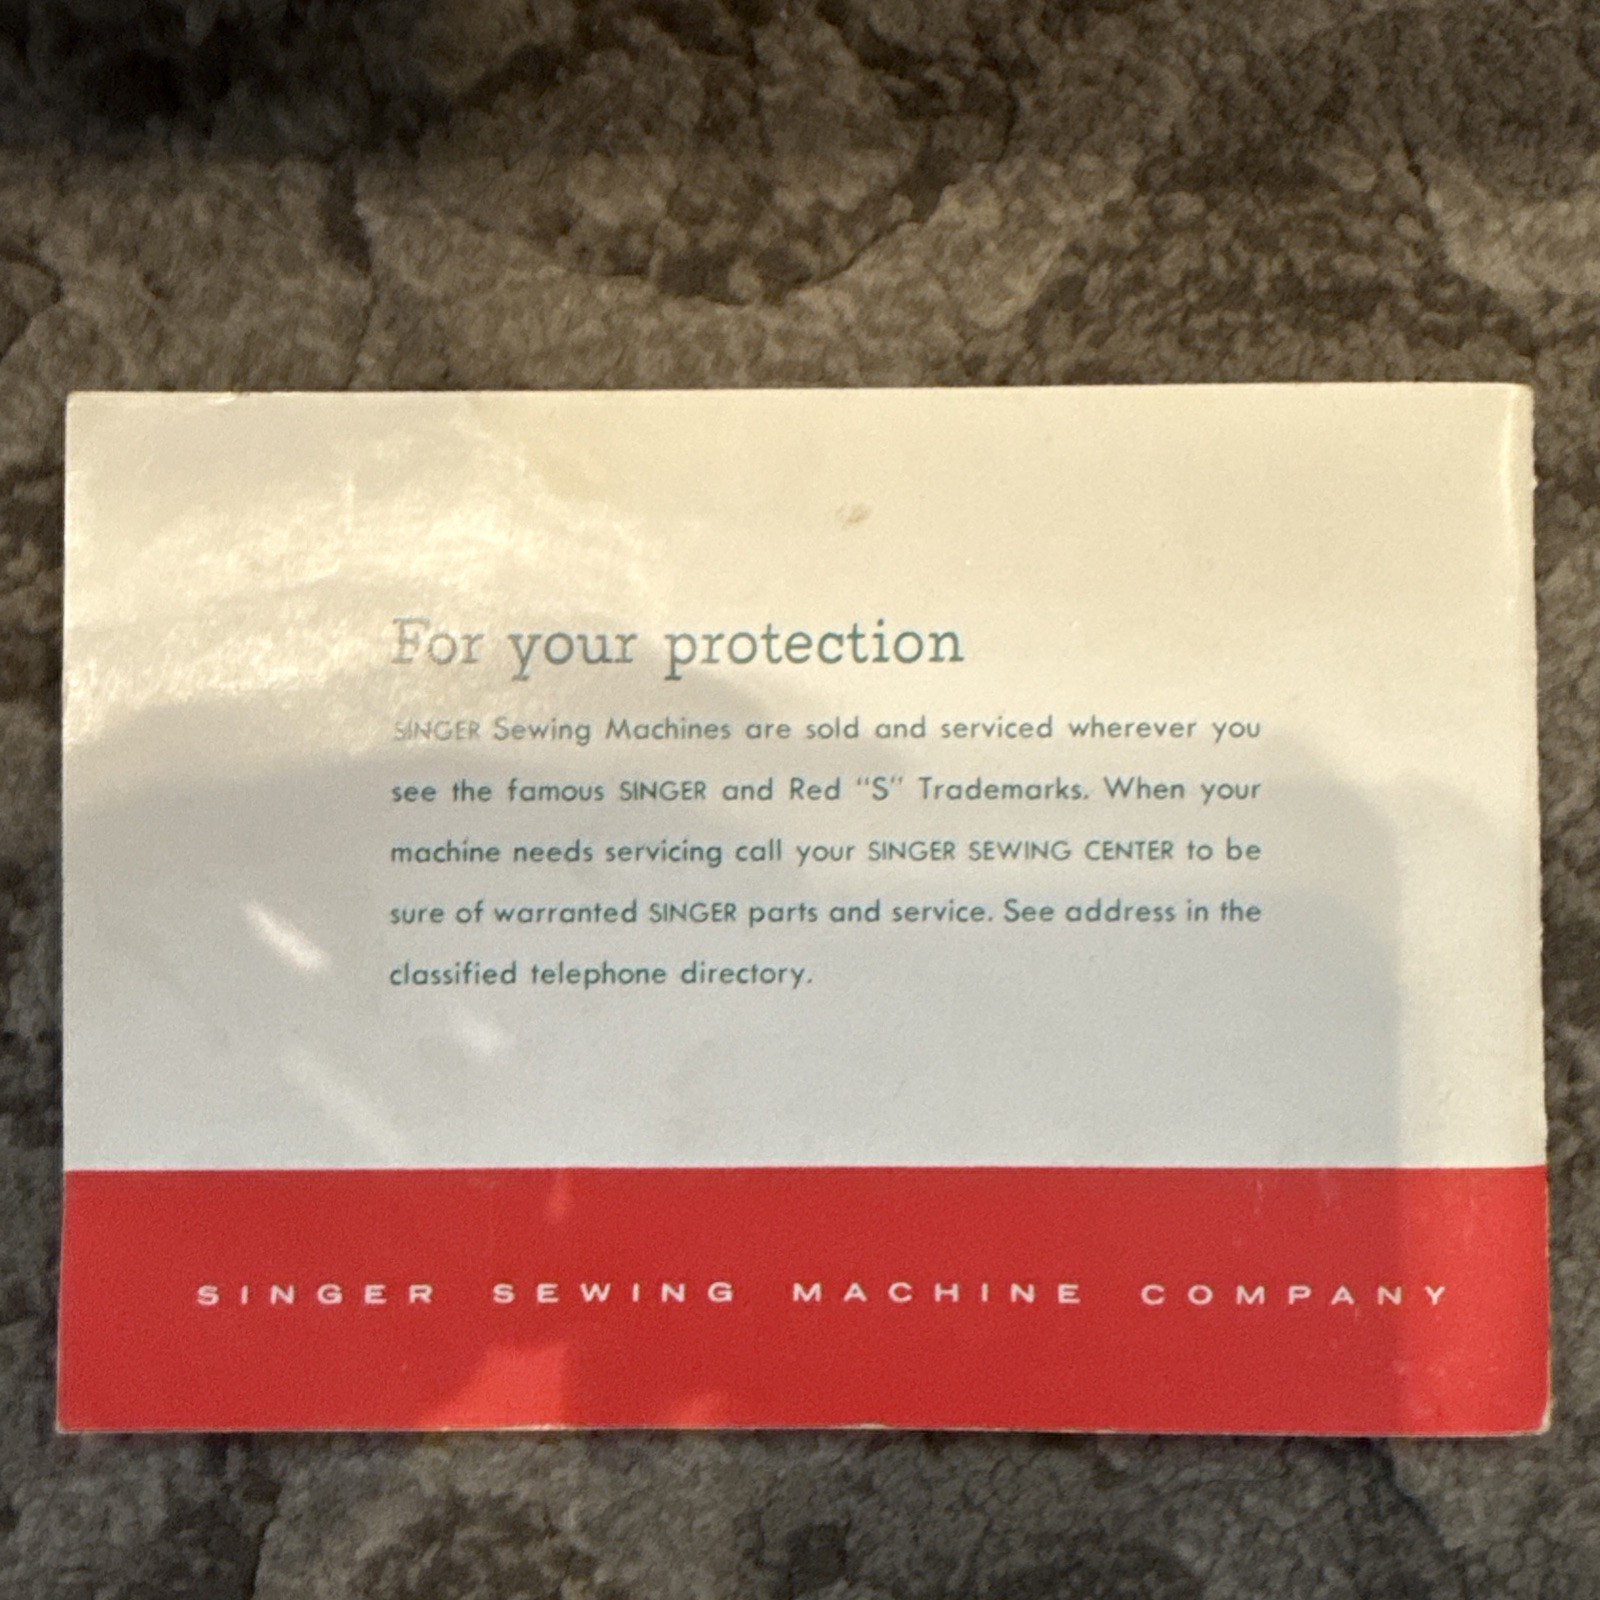 For your protection
SINGER Sewing Machines are sold and serviced wherever you
see the famous SINGER and Red "S" Trademarks. When your
machine needs servicing call your SINGER SEWING CENTER to be
sure of warranted SINGER parts and service. See address in the
classified telephone directory.
SINGER SEWING MACHINE COMPANY